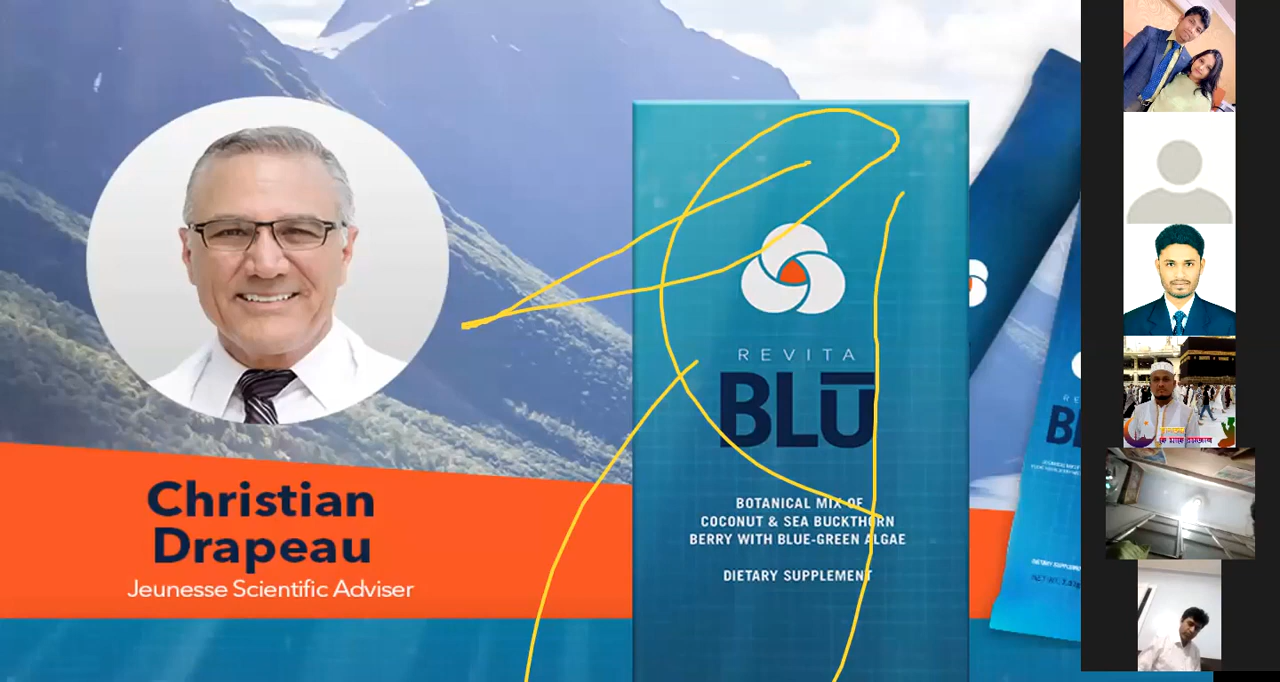 Christian
Drapeau
Jeunesse Scientific Adviser
REVITA
BLŪ
BOTANICAL MIX OF
COCONUT & SEA BUCKTHORN
BERRY WITH BLUE-GREEN ALGAE
DIETARY SUPPLEMENT